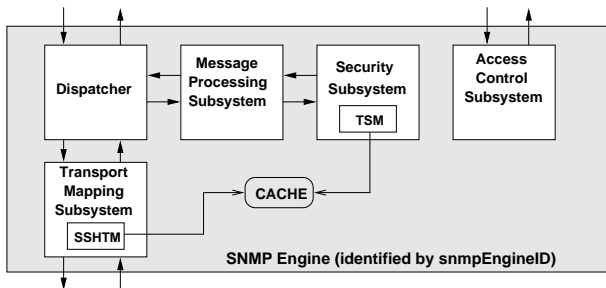 Dispatcher
Message
Processing
Subsystem
Security
Subsystem
TSM
Access
Control
Subsystem
Transport
Mapping
Subsystem
SSHTM
CACHE
SNMP Engine (identified by snmpEngineID)